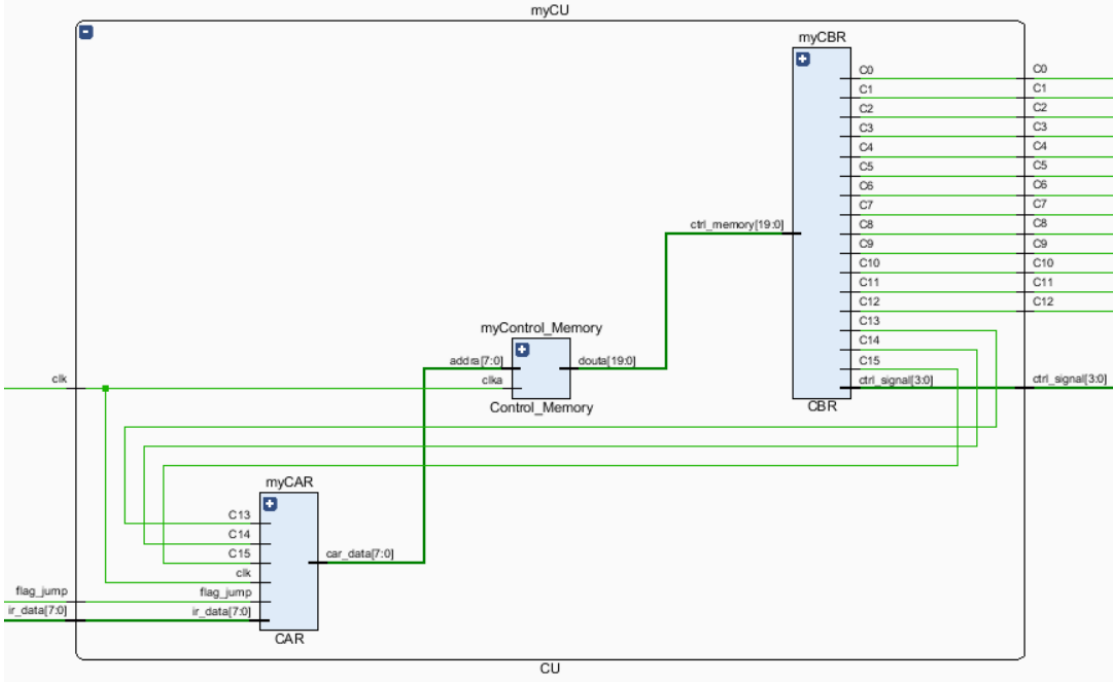 myCU
myCBR
C0
C0
C1
C1
C2
C2
C3
C3
C4
C4
C5
C5
C6
C6
C7
C7
ctrl_memory[19:0]
C8
C8
C9
C9
C10
C10
C11
C11
C12
C12
C13
myControl_Memory
C14
addra[7:0]
douta[19:0]
C15
clk
clka
ctrl_signal[3:0]
ctrl_signal[3:0]
Control_Memory
CBR
myCAR
C13
C14
C15
car_data[7:0]
clk
flag_jump
flag_jump
ir_data[7:0]
ir_data[7:0]
CAR
CU